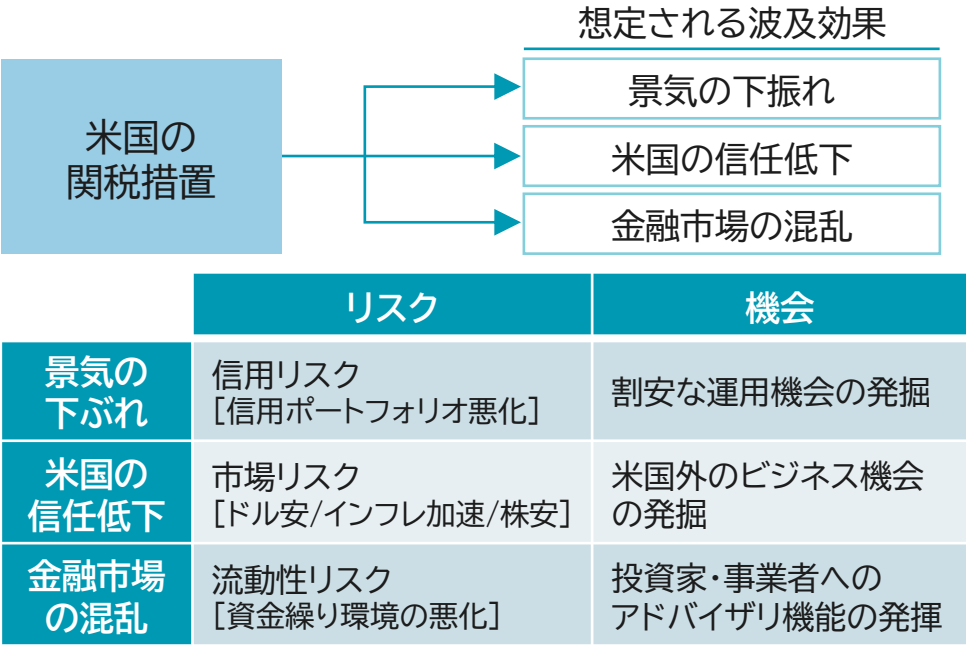 想定される波及効果
米国の
関税措置
景気の下振れ
米国の信任低下
金融市場の混乱
リスク
機会
景気の
下ぶれ
信用リスク
[信用ポートフォリオ悪化]
割安な運用機会の発掘
米国の
信任低下
市場リスク
[ドル安/インフレ加速/株安]
米国外のビジネス機会
の発掘
金融市場
の混乱
流動性リスク
[資金繰り環境の悪化]
投資家・事業者への
アドバイザリ機能の発揮